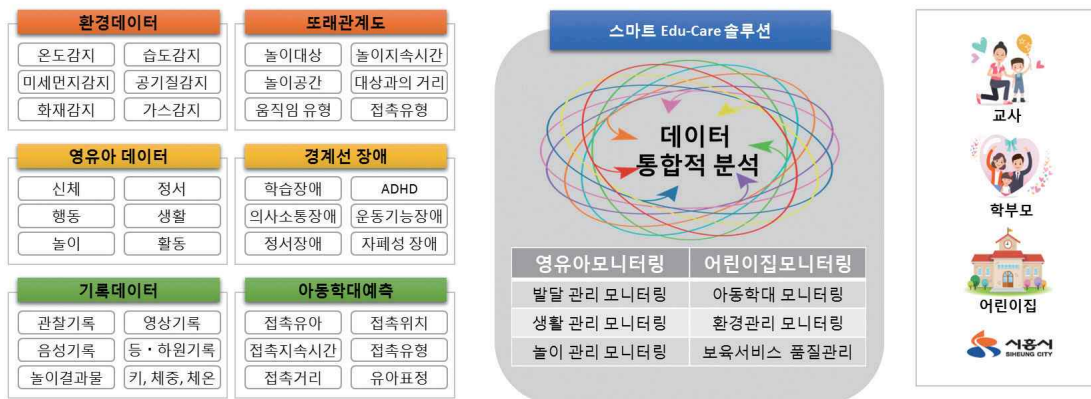 환경데이터
온도감지 습도감지
미세먼지감지 공기질감지
화재감지 가스감지
또래관계도
놀이대상 놀이지속시간
놀이공간 대상과의 거리
움직임 유형 접촉유형
영유아 데이터
신체 정서
행동 생활
놀이 활동
경계선 장애
학습장애 ADHD
의사소통장애 운동기능장애
정서장애 자폐성 장애
기록데이터
관찰기록 영상기록
음성기록 등·하원기록
놀이결과물 키, 체중, 체온
아동학대예측
접촉유아 접촉위치
접촉지속시간 접촉유형
접촉거리 유아표정
스마트 Edu-Care 솔루션
데이터
통합적 분석
영유아모니터링 어린이집모니터링
발달 관리 모니터링 아동학대 모니터링
생활 관리 모니터링 환경관리 모니터링
놀이 관리 모니터링 보육서비스 품질관리
교사
학부모
어린이집
시흥시
SIHEUNG CITY